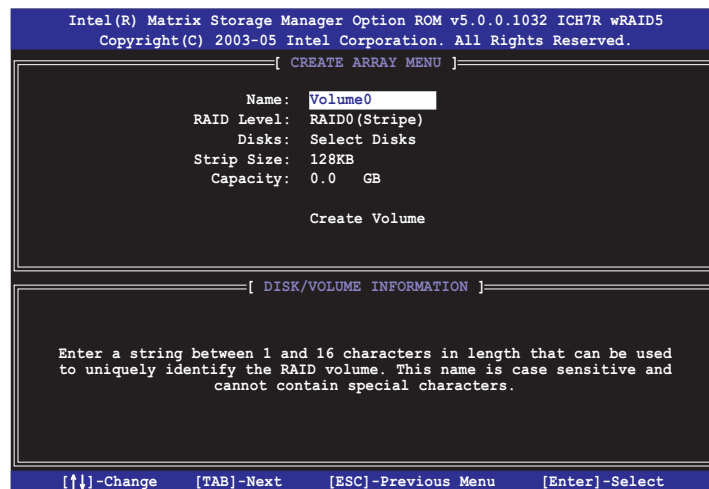 Intel(R) Matrix Storage Manager Option ROM v5.0.0.1032 ICH7R wRAID5
Copyright(C) 2003-05 Intel Corporation. All Rights Reserved.
[ CREATE ARRAY MENU ]
Name: Volume0
RAID Level: RAID0(Stripe)
Disks: Select Disks
Strip Size: 128KB
Capacity: 0.0 GB
Create Volume
[ DISK/VOLUME INFORMATION ]
Enter a string between 1 and 16 characters in length that can be used
to uniquely identify the RAID volume. This name is case sensitive and
cannot contain special characters.
[↑↓]-Change [TAB]-Next [ESC]-Previous Menu [Enter]-Select